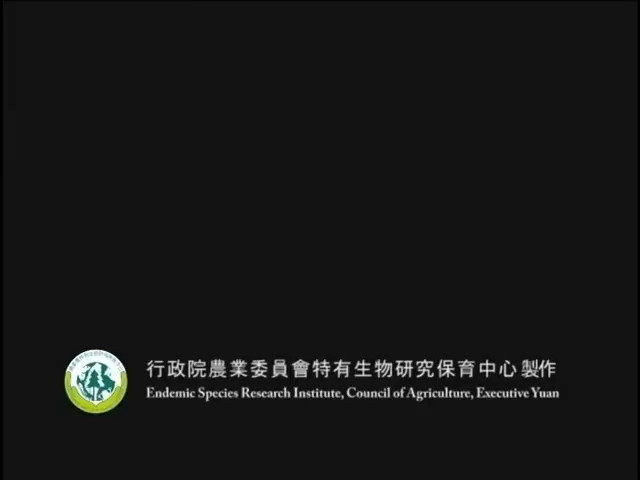 行政院農業委員會特有生物研究保育中心 製作
Endemic Species Research Institute, Council of Agriculture, Executive Yuan